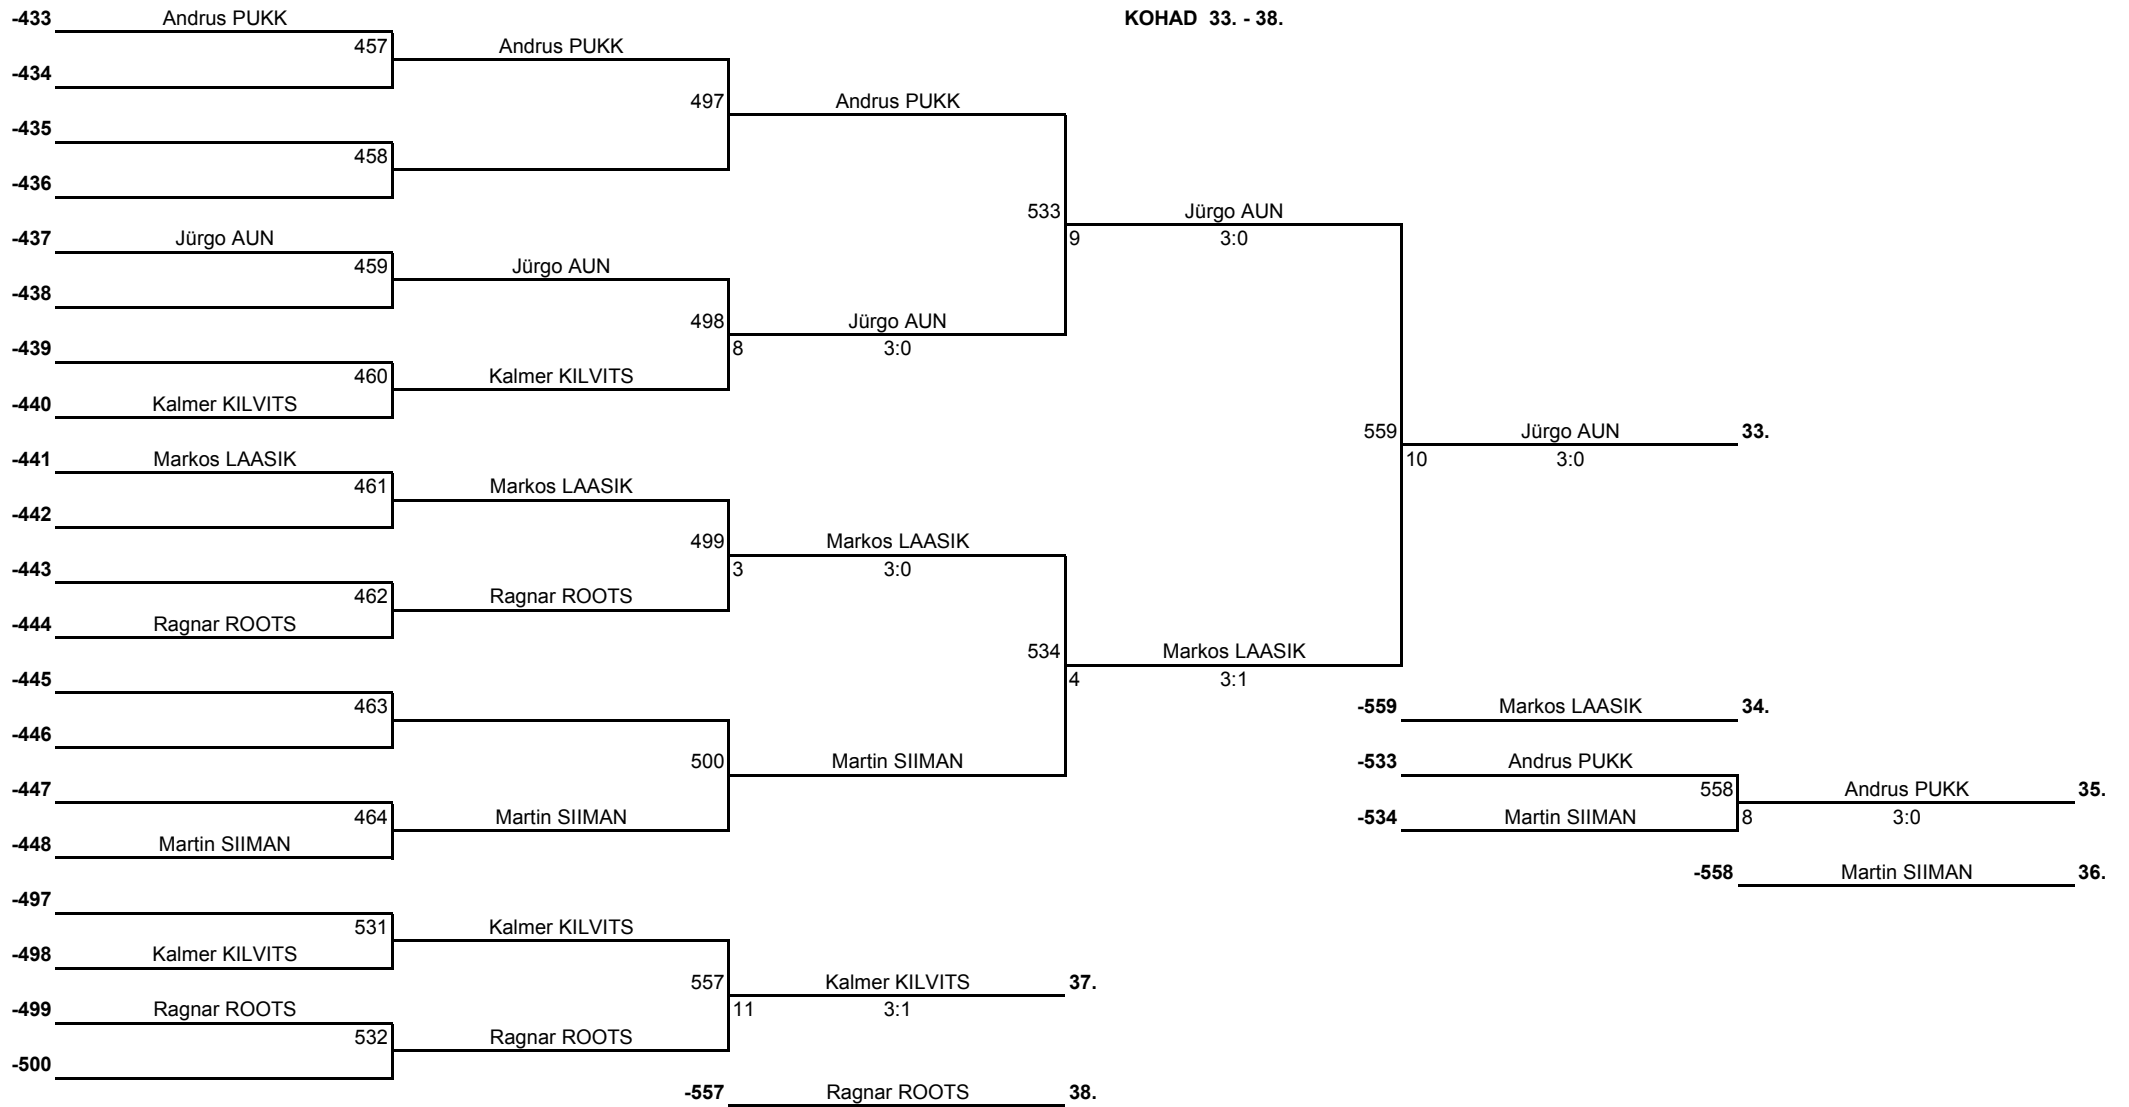 -433 Andrus PUKK KOHAD 33. - 38.
457 Andrus PUKK
-434
497 Andrus PUKK
-435
458
-436
533 Jürgo AUN
-437 Jürgo AUN 9 3:0
459 Jürgo AUN
-438
498 Jürgo AUN
-439 8 3:0
460 Kalmer KILVITS
-440 Kalmer KILVITS
559 Jürgo AUN 33.
-441 Markos LAASIK 10 3:0
461 Markos LAASIK
-442
499 Markos LAASIK
-443 3 3:0
462 Ragnar ROOTS
-444 Ragnar ROOTS
534 Markos LAASIK
-445 4 3:1
463 -559 Markos LAASIK 34.
-446
500 Martin SIIMAN -533 Andrus PUKK
-447 558 Andrus PUKK 35.
464 Martin SIIMAN -534 Martin SIIMAN 8 3:0
-448 Martin SIIMAN
-558 Martin SIIMAN 36.
-497
531 Kalmer KILVITS
-498 Kalmer KILVITS
557 Kalmer KILVITS 37.
-499 Ragnar ROOTS 11 3:1
532 Ragnar ROOTS
-500
-557 Ragnar ROOTS 38.